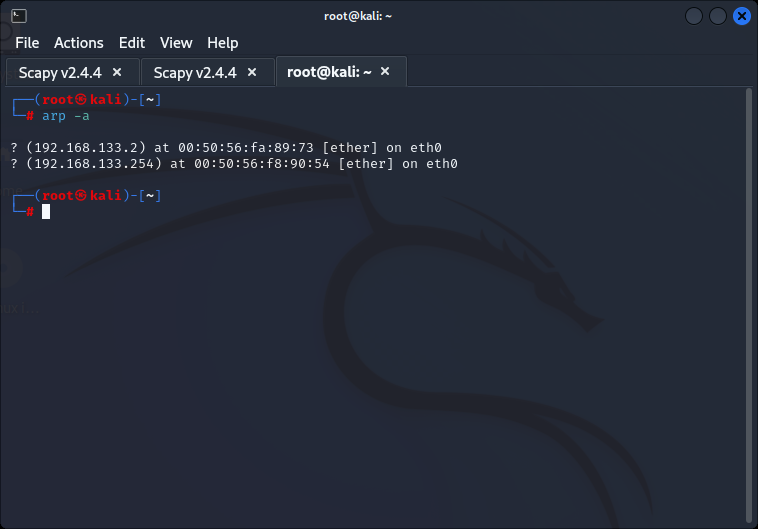 root@kali: ~
File Actions Edit View Help
Scapy v2.4.4 × Scapy v2.4.4 × root@kali: ~ ×
┌──(root㉿kali)-[~]
└─# arp -a
? (192.168.133.2) at 00:50:56:fa:89:73 [ether] on eth0
? (192.168.133.254) at 00:50:56:f8:90:54 [ether] on eth0
┌──(root㉿kali)-[~]
└─#